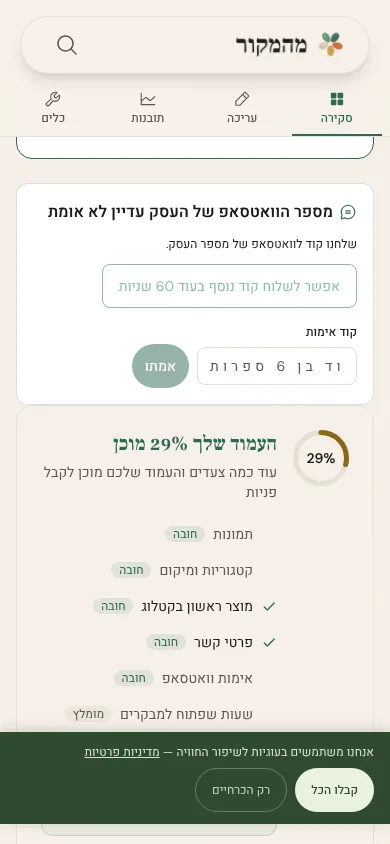 מהמקור
סקירה
עריכה
תובנות
כלים
מספר הוואטסאפ של העסק עדיין לא אומת
שלחנו קוד לוואטסאפ של מספר העסק.
אפשר לשלוח קוד נוסף בעוד 60 שניות
קוד אימות
וד בן 6 ספרות
אמתו
29%
העמוד שלך 29% מוכן
עוד כמה צעדים והעמוד שלכם מוכן לקבל
פניות
תמונות חובה
קטגוריות ומיקום חובה
מוצר ראשון בקטלוג חובה
פרטי קשר חובה
אימות וואטסאפ חובה
שעות שפתוח למבקרים מומלץ
אנחנו משתמשים בעוגיות לשיפור החוויה — מדיניות פרטיות
קבלו הכל
רק הכרחיים